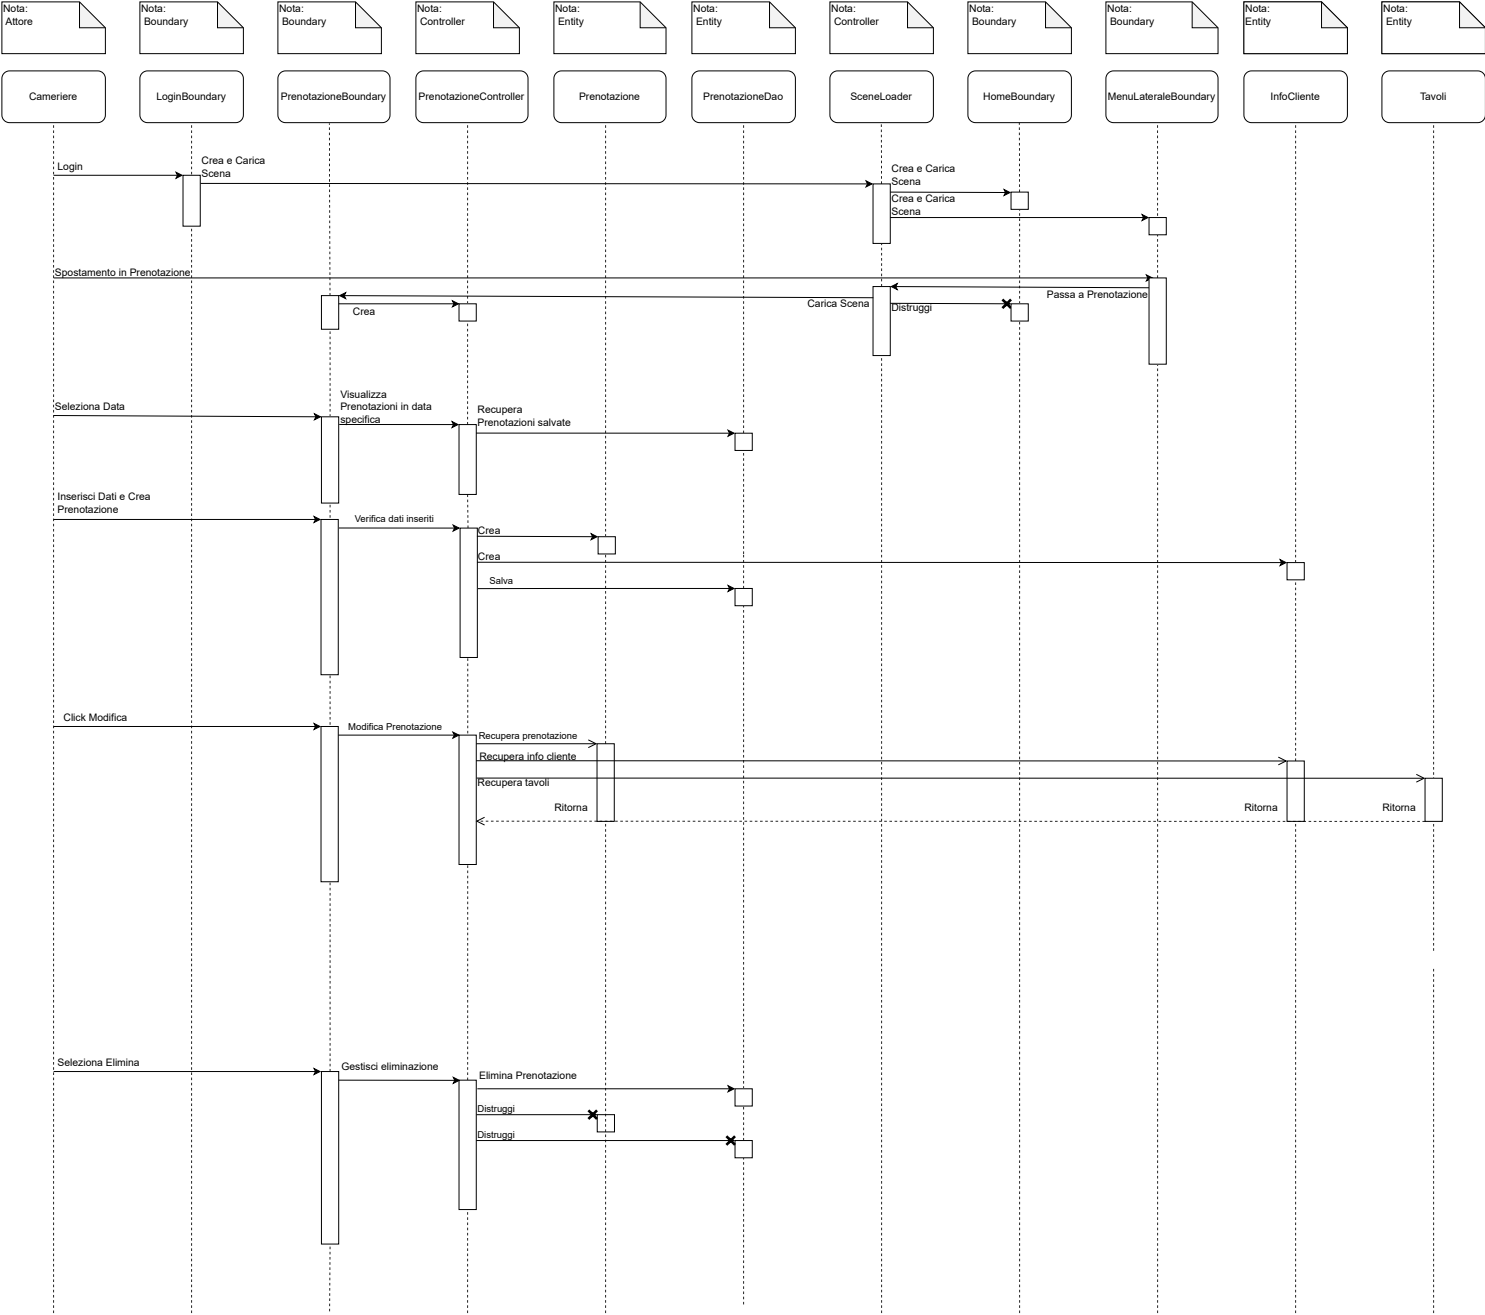 Nota:
Attore
Nota:
Boundary
Nota:
Boundary
Nota:
Controller
Nota:
Entity
Nota:
Entity
Nota:
Controller
Nota:
Boundary
Nota:
Boundary
Nota:
Entity
Nota:
Entity
Cameriere
LoginBoundary
PrenotazioneBoundary
PrenotazioneController
Prenotazione
PrenotazioneDao
SceneLoader
HomeBoundary
MenuLateraleBoundary
InfoCliente
Tavoli
Login
Crea e Carica
Scena
Crea e Carica
Scena
Crea e Carica
Scena
Spostamento in Prenotazione
Passa a Prenotazione
Carica Scena
Distruggi
Crea
Seleziona Data
Visualizza
Prenotazioni in data
specifica
Recupera
Prenotazioni salvate
Inserisci Dati e Crea
Prenotazione
Verifica dati inseriti
Crea
Crea
Salva
Click Modifica
Modifica Prenotazione
Recupera prenotazione
Recupera info cliente
Recupera tavoli
Ritorna
Ritorna
Ritorna
Seleziona Elimina
Gestisci eliminazione
Elimina Prenotazione
Distruggi
Distruggi